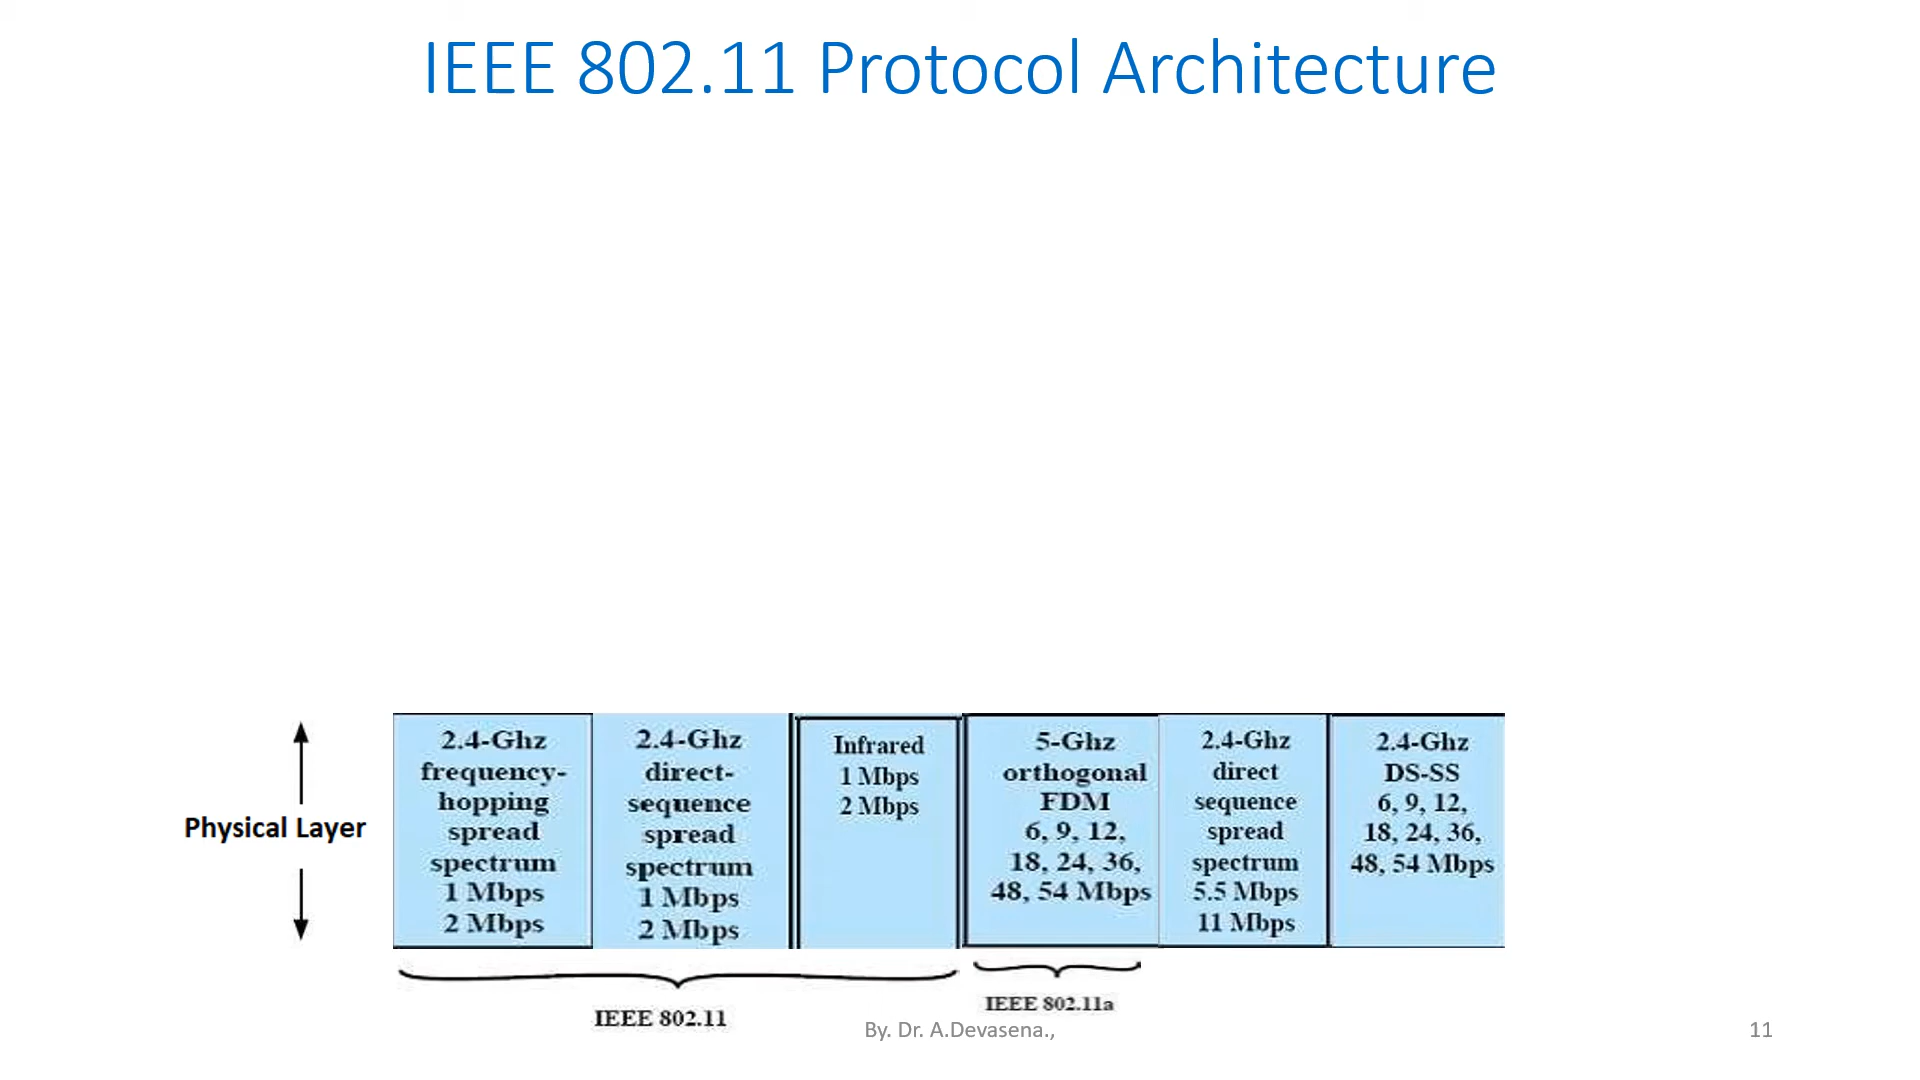 IEEE 802.11 Protocol Architecture
Physical Layer
2.4-Ghz
frequency-
hopping
spread
spectrum
1 Mbps
2 Mbps
2.4-Ghz
direct-
sequence
spread
spectrum
1 Mbps
2 Mbps
Infrared
1 Mbps
2 Mbps
5-Ghz
orthogonal
FDM
6, 9, 12,
18, 24, 36,
48, 54 Mbps
2.4-Ghz
direct
sequence
spread
spectrum
5.5 Mbps
11 Mbps
2.4-Ghz
DS-SS
6, 9, 12,
18, 24, 36,
48, 54 Mbps
IEEE 802.11
IEEE 802.11a
By. Dr. A.Devasena.,
11